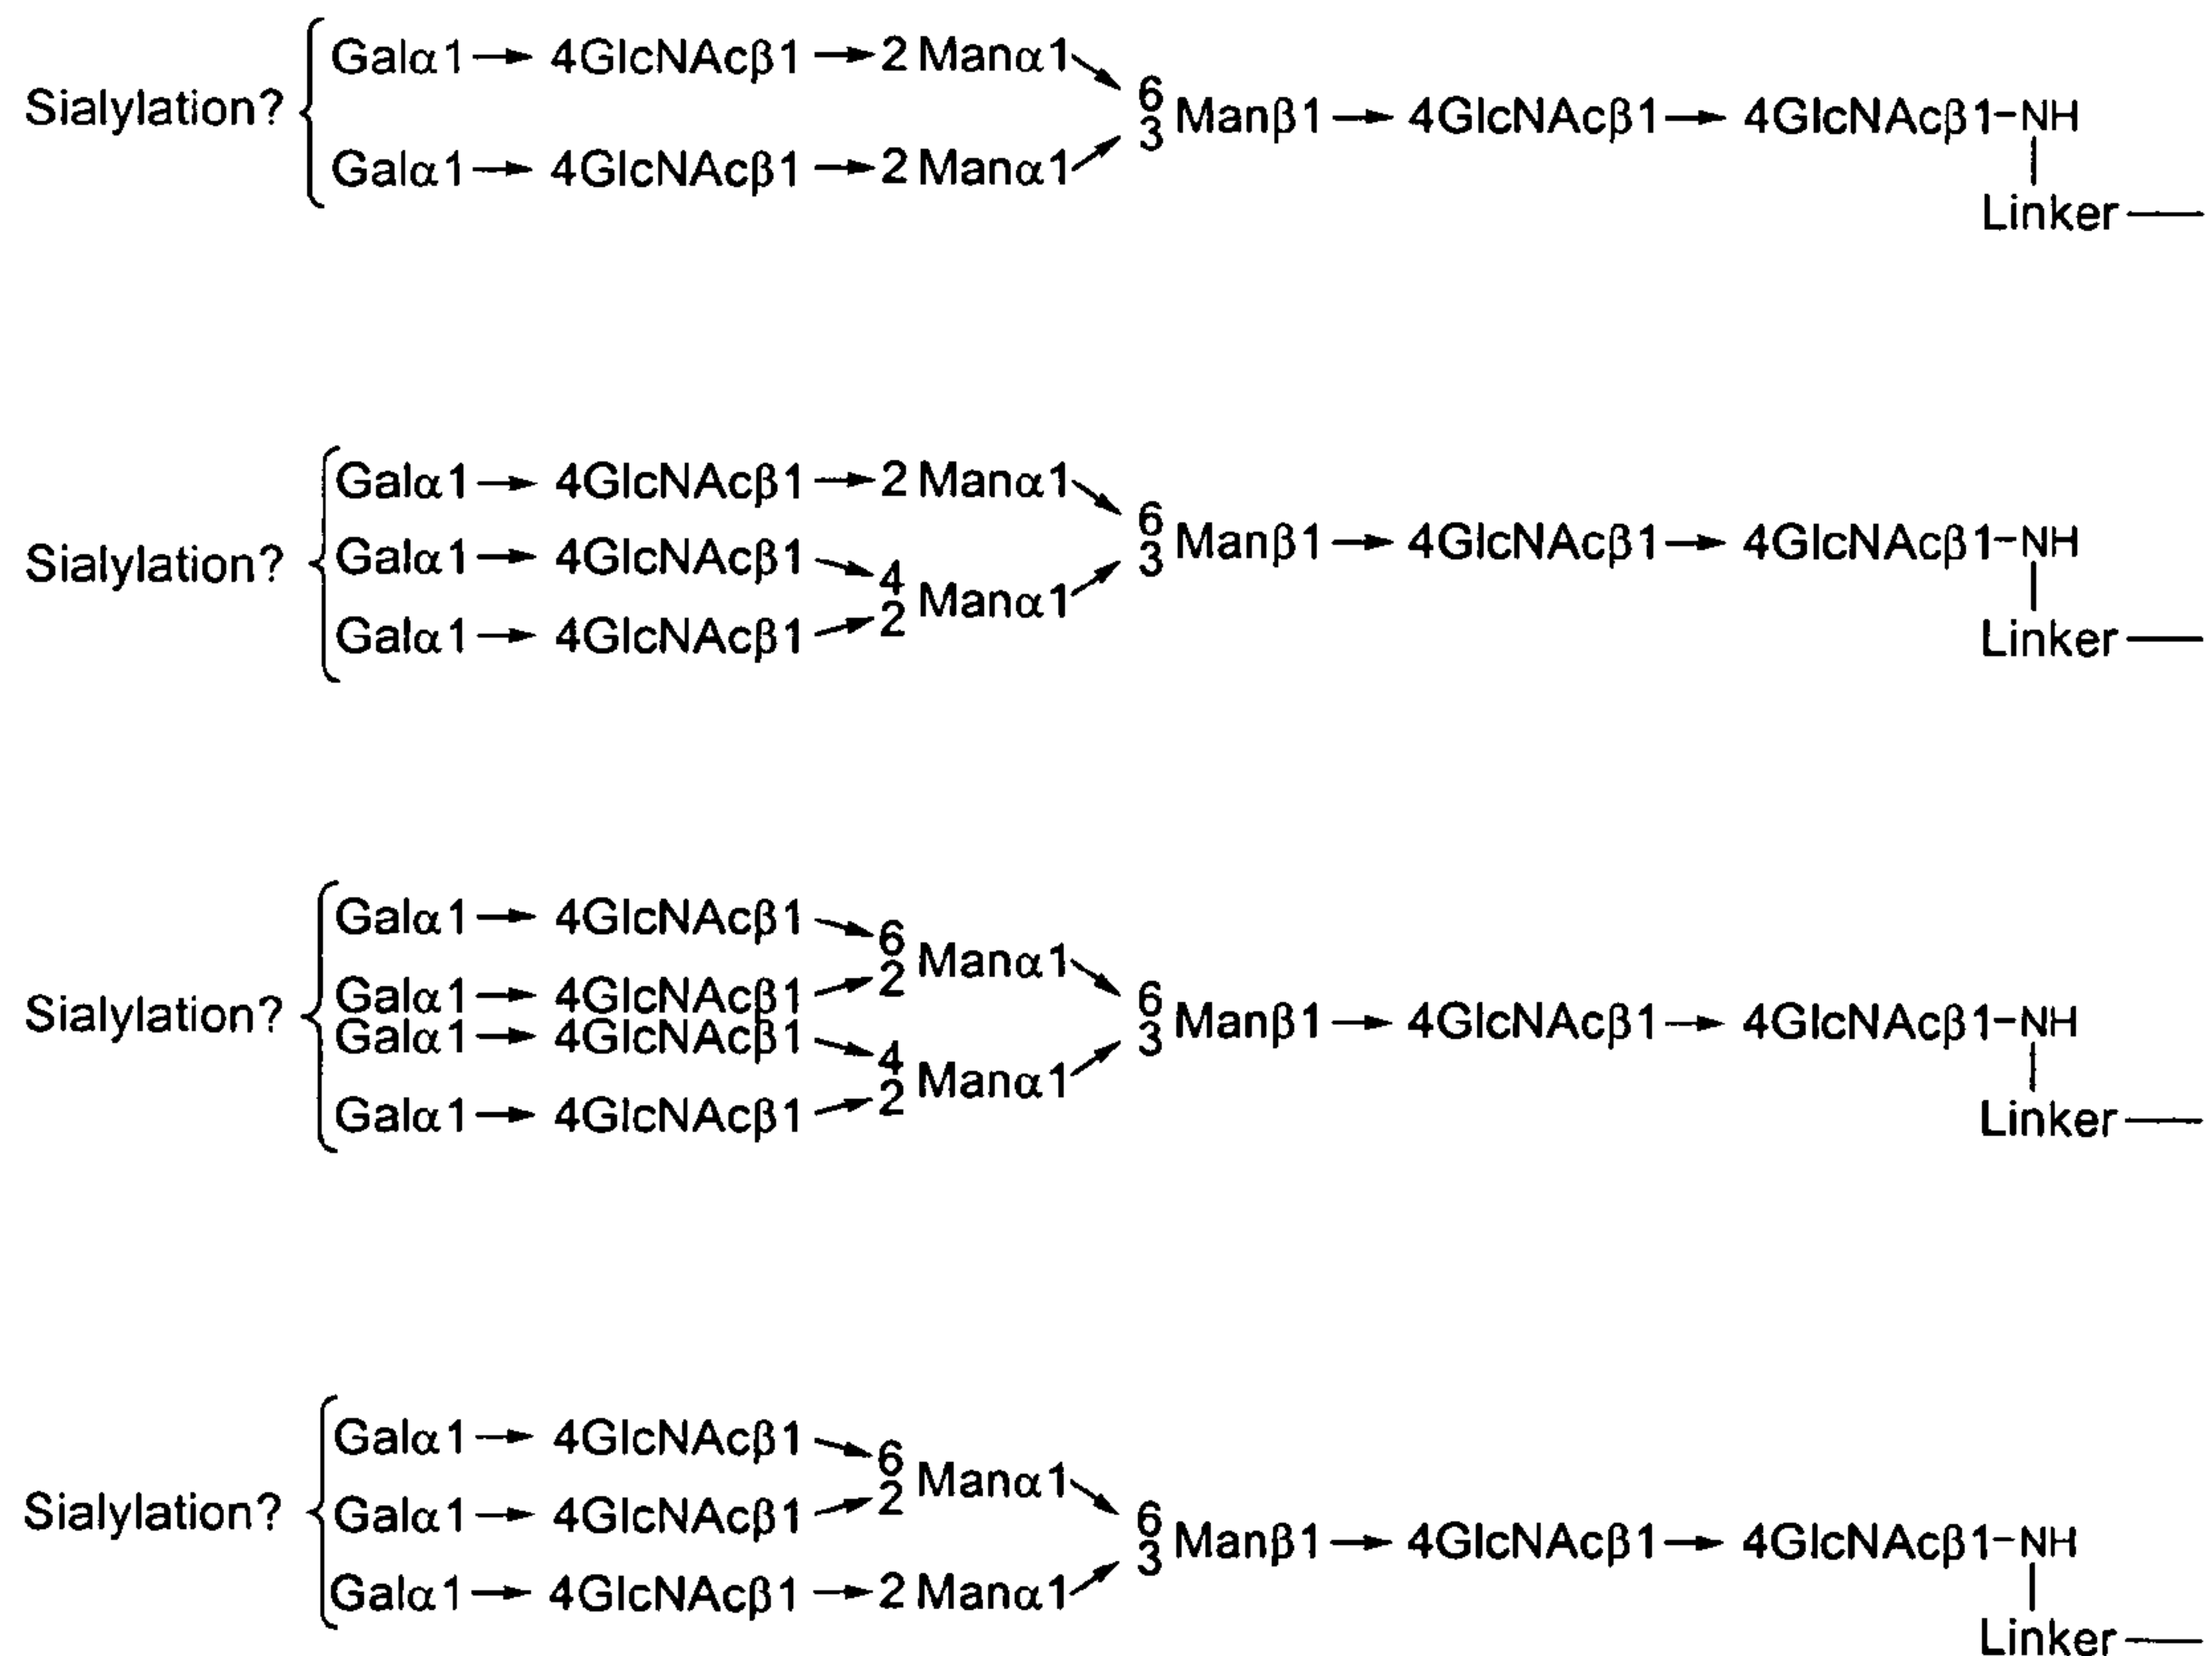 Galα1 → 4GlcNAcβ1 → 2 Manα1
Sialylation?
6
3 Manβ1 → 4GlcNAcβ1 → 4GlcNAcβ1-NH
Galα1 → 4GlcNAcβ1 → 2 Manα1
Linker
Galα1 → 4GlcNAcβ1 → 2 Manα1
6
3 Manβ1 → 4GlcNAcβ1 → 4GlcNAcβ1-NH
Sialylation?
Galα1 → 4GlcNAcβ1
4
2 Manα1
Galα1 → 4GlcNAcβ1
Linker
Galα1 → 4GlcNAcβ1
6
2 Manα1
Galα1 → 4GlcNAcβ1
Sialylation?
6
3 Manβ1 → 4GlcNAcβ1 → 4GlcNAcβ1-NH
Galα1 → 4GlcNAcβ1
4
2 Manα1
Galα1 → 4GlcNAcβ1
Linker
Galα1 → 4GlcNAcβ1
6
2 Manα1
Sialylation?
Galα1 → 4GlcNAcβ1
6
3 Manβ1 → 4GlcNAcβ1 → 4GlcNAcβ1-NH
Galα1 → 4GlcNAcβ1 → 2 Manα1
Linker